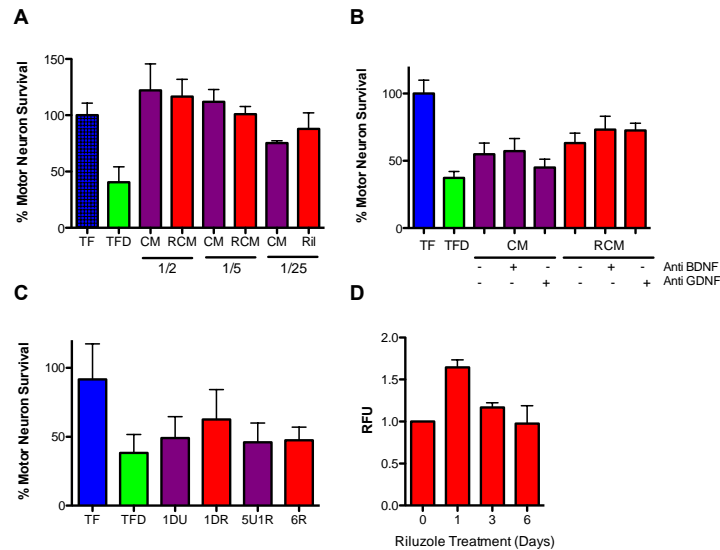 A
% Motor Neuron Survival
150
100
50
0
TF TFD CM RCM CM RCM CM Ril
1/2 1/5 1/25
B
% Motor Neuron Survival
150
100
50
0
TF TFD CM RCM
- + - - + - Anti BDNF
- - + - - + Anti GDNF
C
% Motor Neuron Survival
100
50
0
TF TFD 1DU 1DR 5U1R 6R
D
RFU
2.0
1.5
1.0
0.5
0.0
0 1 3 6
Riluzole Treatment (Days)